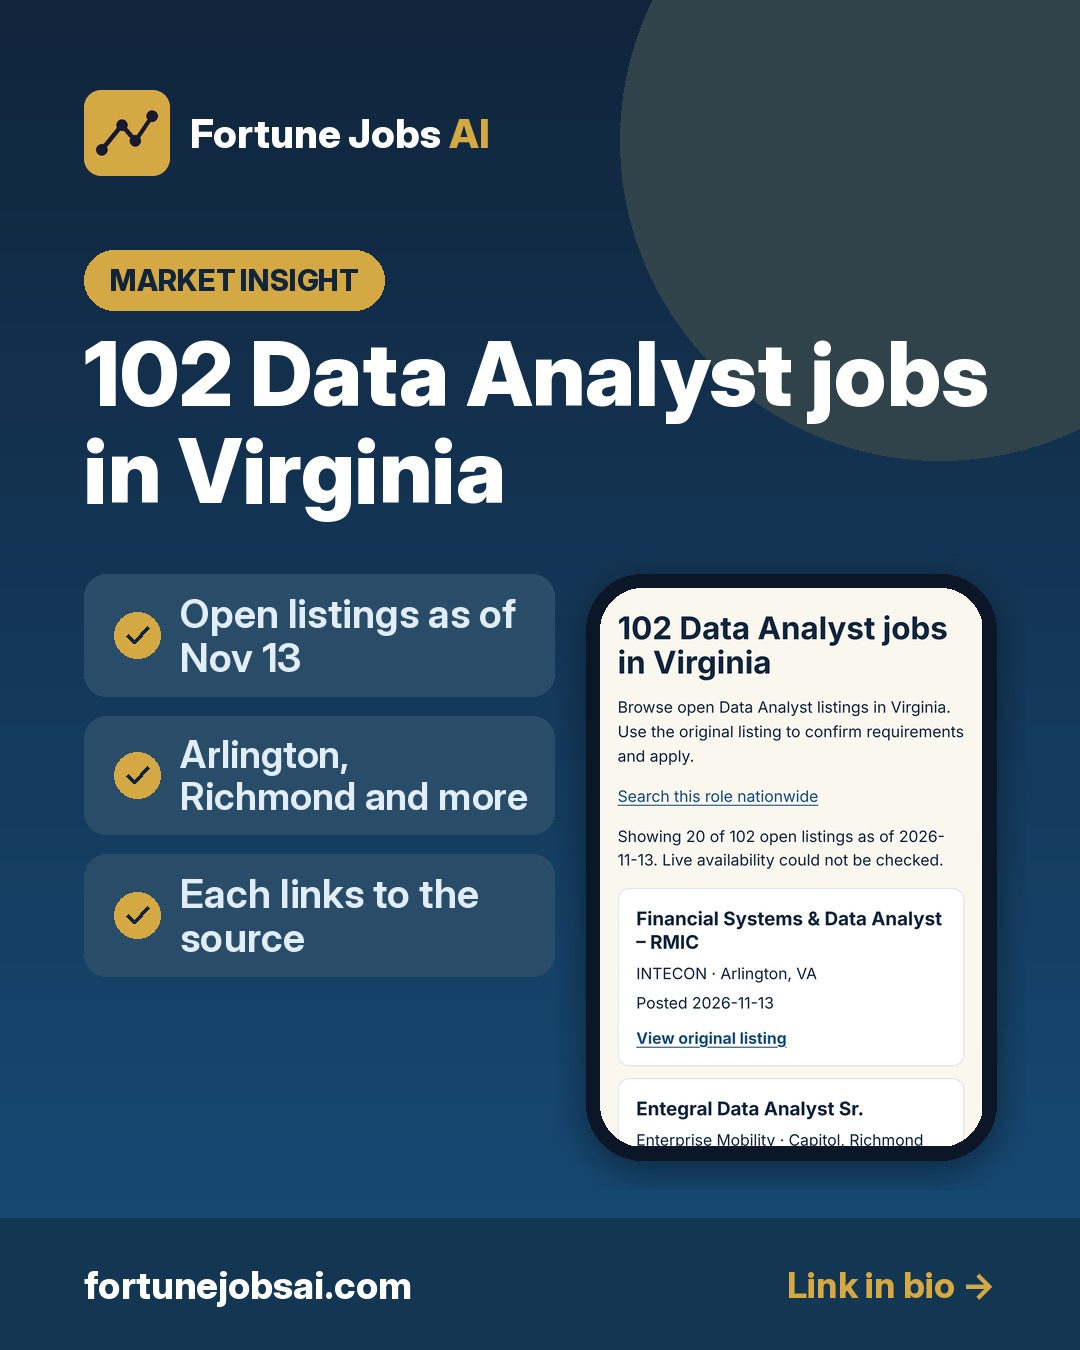 Fortune Jobs AI
MARKET INSIGHT
102 Data Analyst jobs
in Virginia
Open listings as of
Nov 13
Arlington,
Richmond and more
Each links to the
source
102 Data Analyst jobs
in Virginia
Browse open Data Analyst listings in Virginia.
Use the original listing to confirm requirements
and apply.
Search this role nationwide
Showing 20 of 102 open listings as of 2026-
11-13. Live availability could not be checked.
Financial Systems & Data Analyst
– RMIC
INTECON · Arlington, VA
Posted 2026-11-13
View original listing
Entegral Data Analyst Sr.
Enterprise Mobility · Capitol, Richmond
fortunejobsai.com
Link in bio →